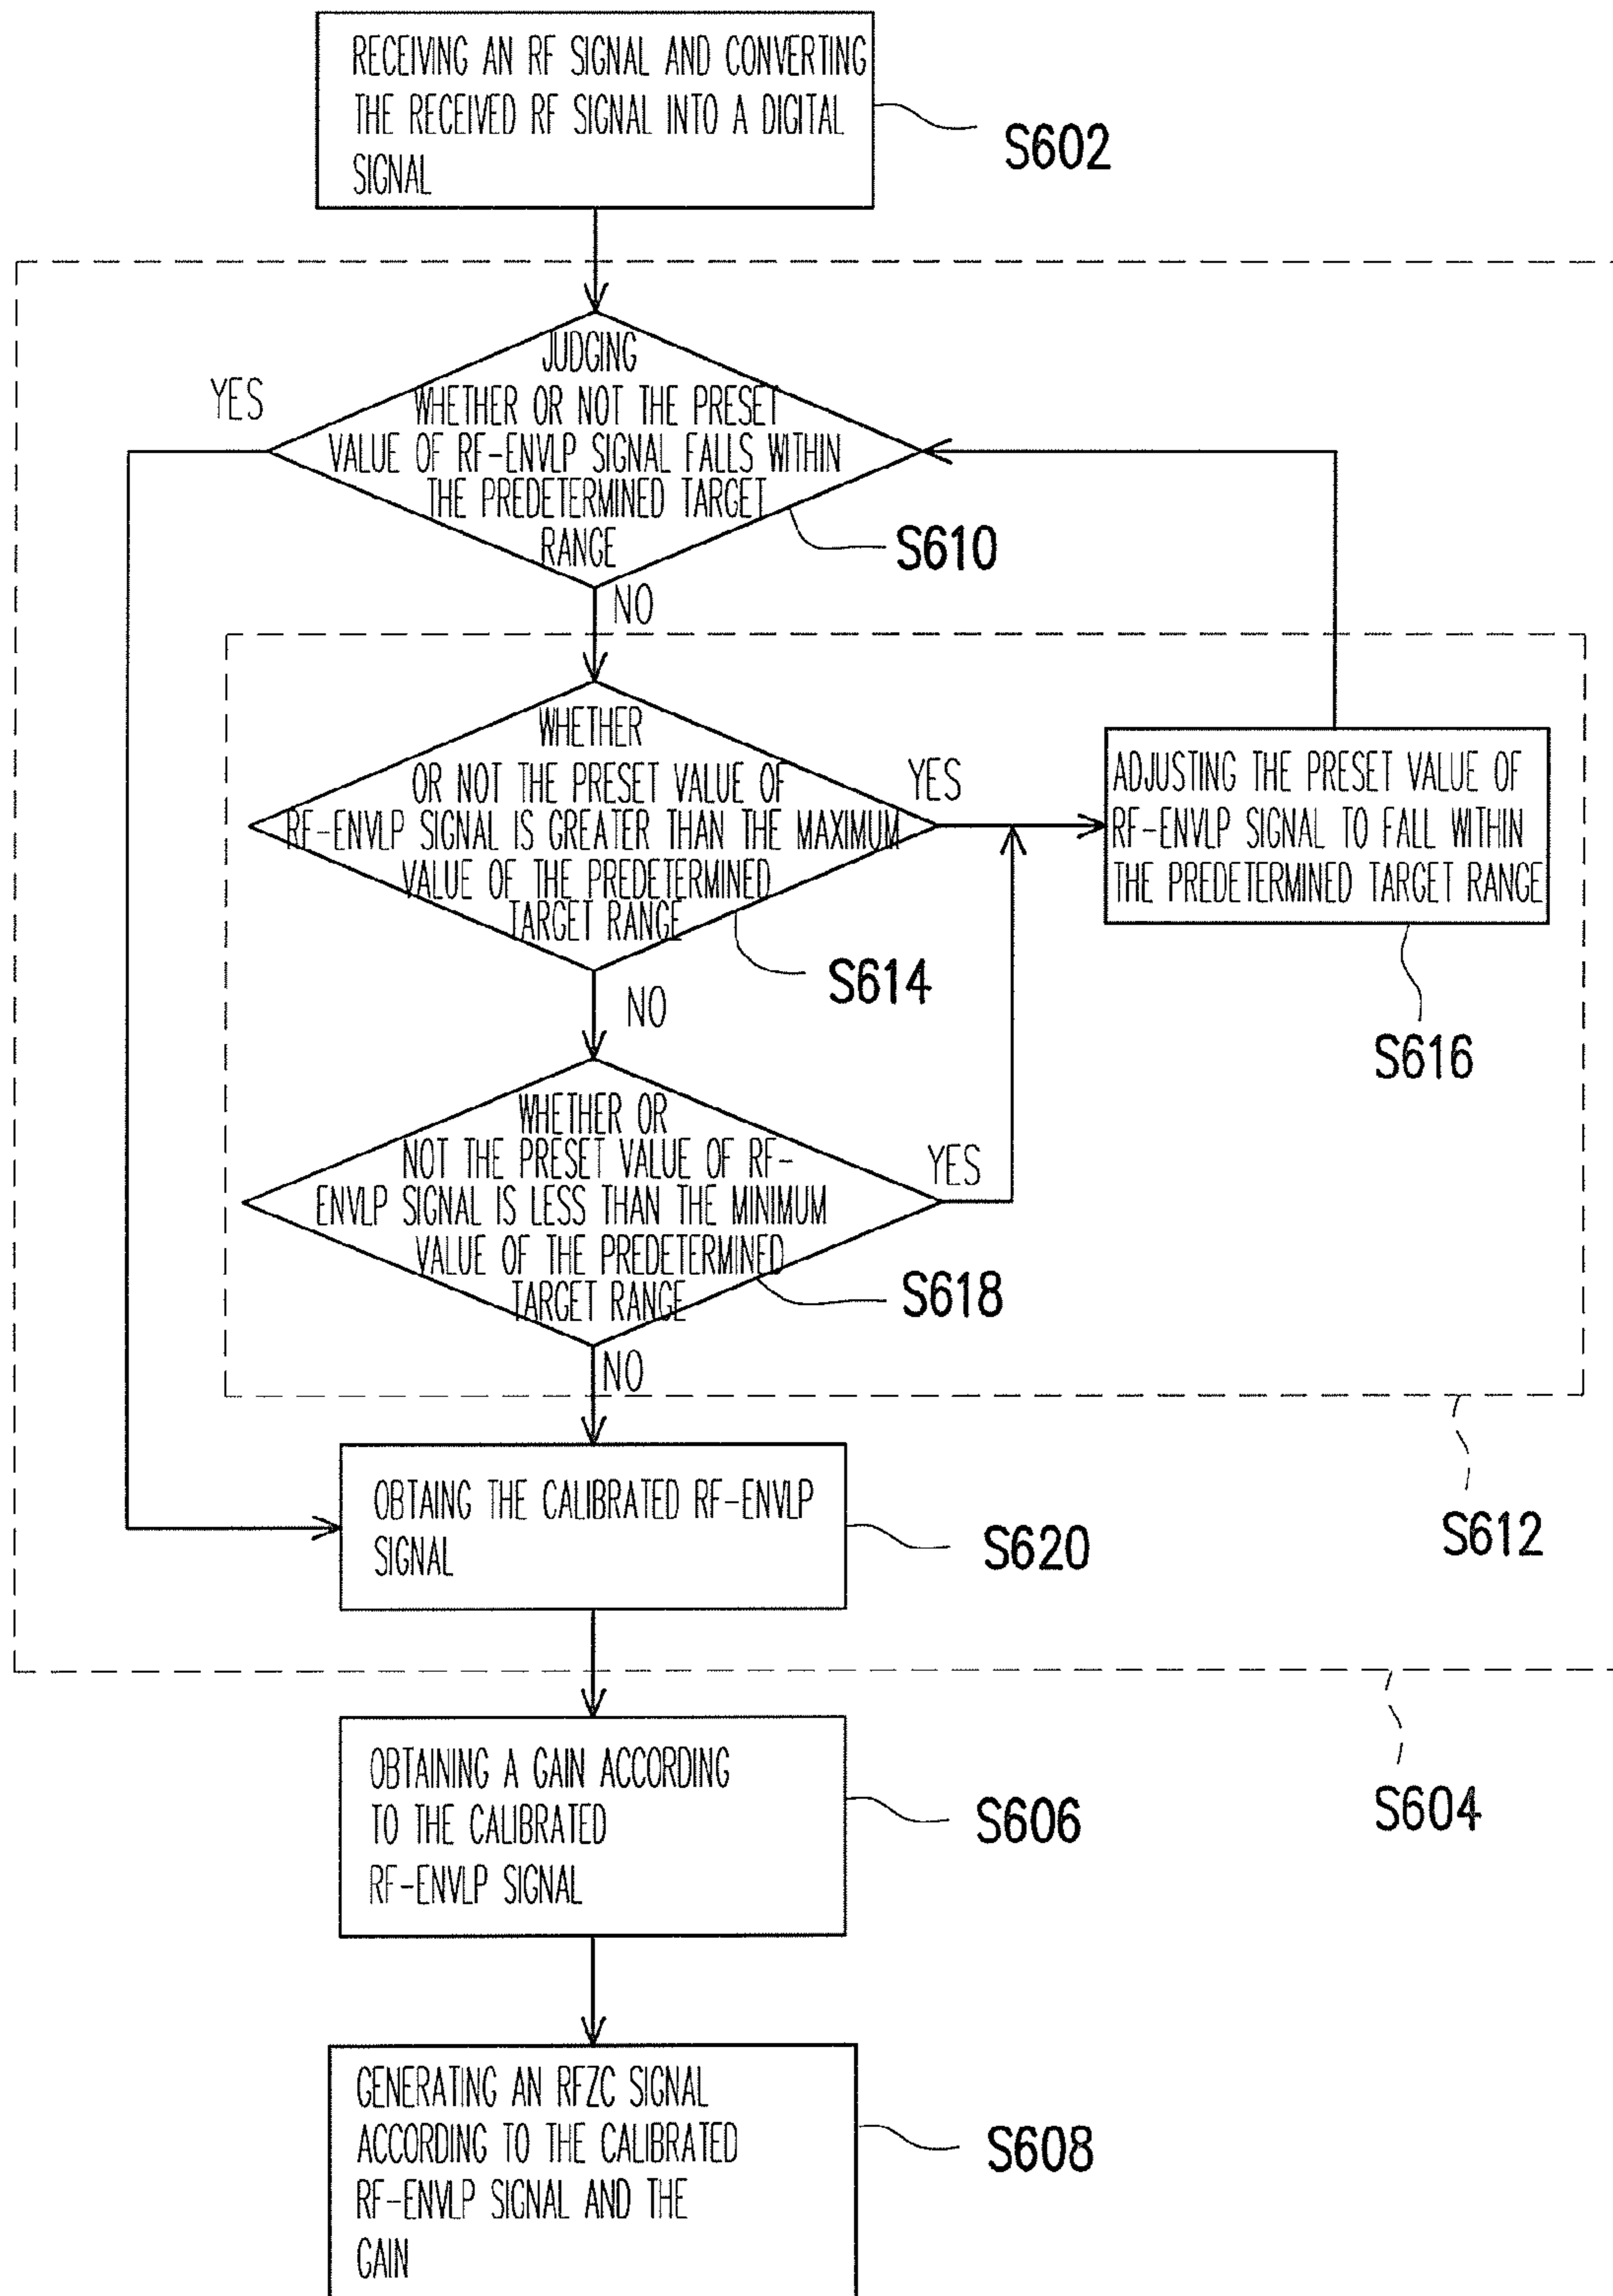 RECEIVING AN RF SIGNAL AND CONVERTING
THE RECEIVED RF SIGNAL INTO A DIGITAL
SIGNAL
S602
JUDGING
WHETHER OR NOT THE PRESET
VALUE OF RF-ENVLP SIGNAL FALLS WITHIN
THE PREDETERMINED TARGET
RANGE
YES
S610
NO
WHETHER
OR NOT THE PRESET VALUE OF
RF-ENVLP SIGNAL IS GREATER THAN THE MAXIMUM
VALUE OF THE PREDETERMINED
TARGET RANGE
YES
S614
ADJUSTING THE PRESET VALUE OF
RF-ENVLP SIGNAL TO FALL WITHIN
THE PREDETERMINED TARGET RANGE
S616
NO
WHETHER OR
NOT THE PRESET VALUE OF RF-
ENVLP SIGNAL IS LESS THAN THE MINIMUM
VALUE OF THE PREDETERMINED
TARGET RANGE
YES
S618
NO
S612
OBTAING THE CALIBRATED RF-ENVLP
SIGNAL
S620
S604
OBTAINING A GAIN ACCORDING
TO THE CALIBRATED
RF-ENVLP SIGNAL
S606
GENERATING AN RFZC SIGNAL
ACCORDING TO THE CALIBRATED
RF-ENVLP SIGNAL AND THE
GAIN
S608